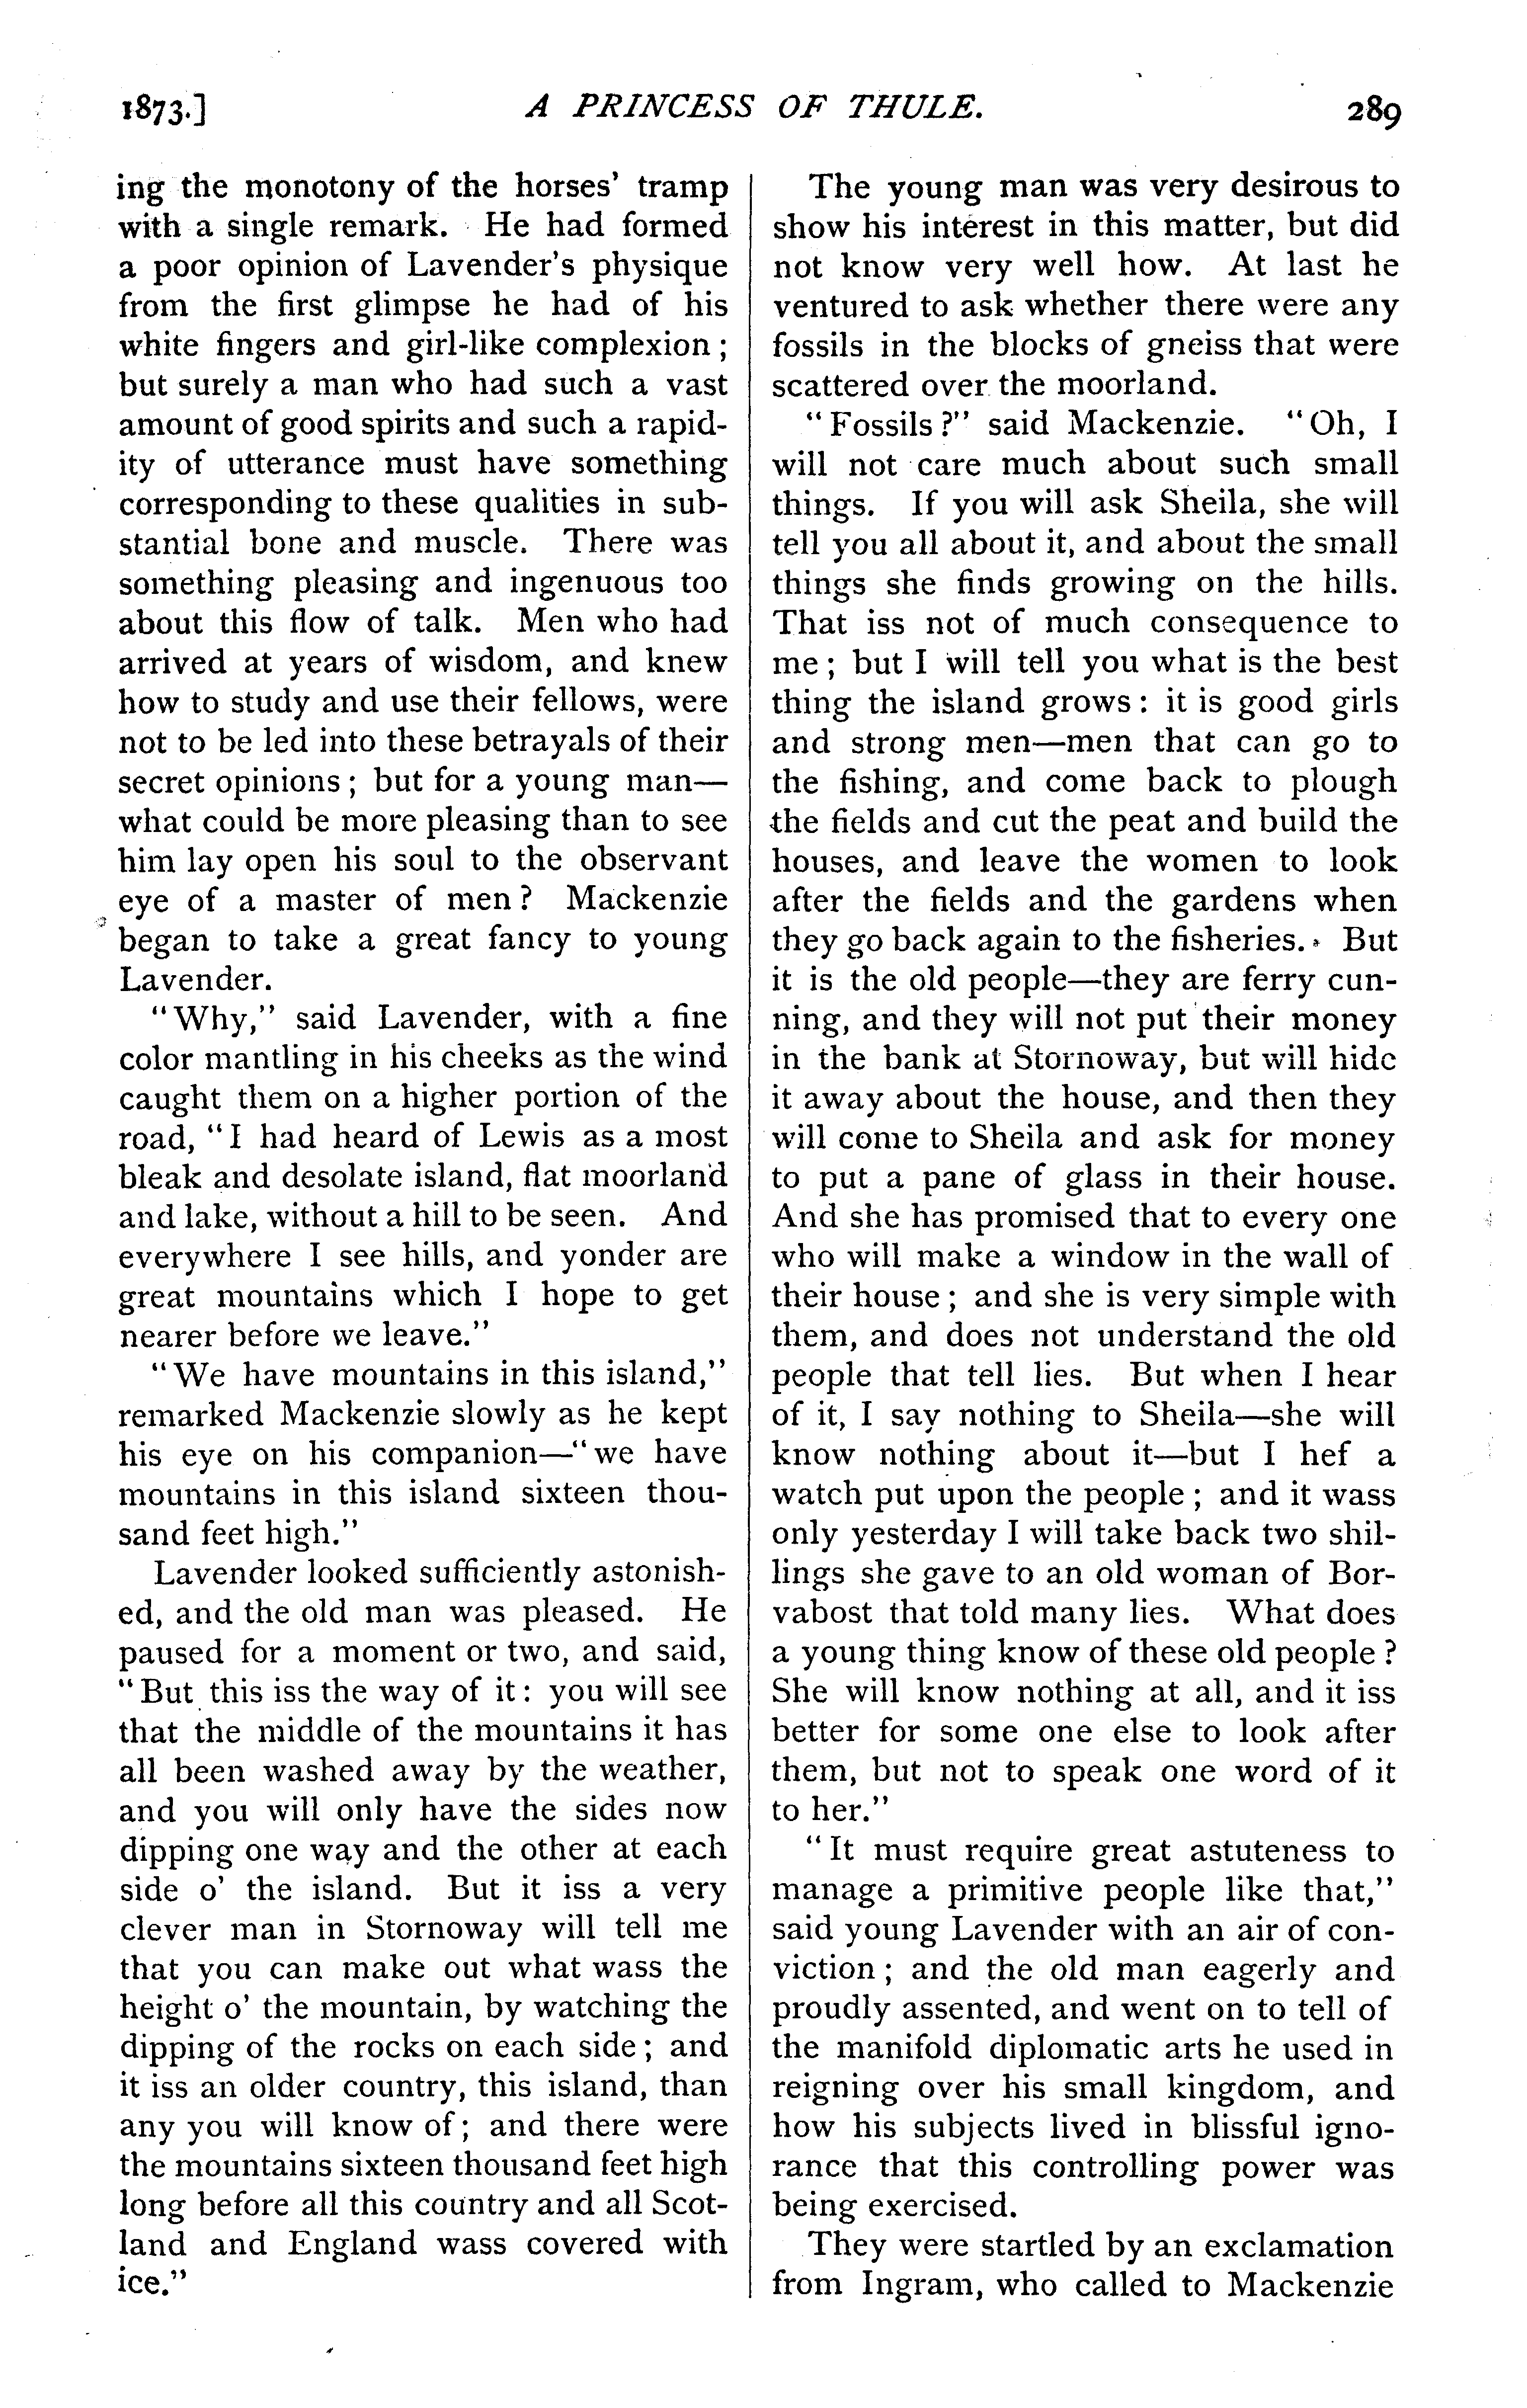 1873.] A PRINCESS OF THULE. 289
ing the monotony of the horses' tramp
with a single remark. He had formed
a poor opinion of Lavender's physique
from the first glimpse he had of his
white fingers and girl-like complexion;
but surely a man who had such a vast
amount of good spirits and such a rapid-
ity of utterance must have something
corresponding to these qualities in sub-
stantial bone and muscle. There was
something pleasing and ingenuous too
about this flow of talk. Men who had
arrived at years of wisdom, and knew
how to study and use their fellows, were
not to be led into these betrayals of their
secret opinions; but for a young man—
what could be more pleasing than to see
him lay open his soul to the observant
eye of a master of men? Mackenzie
began to take a great fancy to young
Lavender.
"Why," said Lavender, with a fine
color mantling in his cheeks as the wind
caught them on a higher portion of the
road, "I had heard of Lewis as a most
bleak and desolate island, flat moorland
and lake, without a hill to be seen. And
everywhere I see hills, and yonder are
great mountains which I hope to get
nearer before we leave."
"We have mountains in this island,"
remarked Mackenzie slowly as he kept
his eye on his companion—"we have
mountains in this island sixteen thou-
sand feet high."
Lavender looked sufficiently astonish-
ed, and the old man was pleased. He
paused for a moment or two, and said,
"But this iss the way of it: you will see
that the middle of the mountains it has
all been washed away by the weather,
and you will only have the sides now
dipping one way and the other at each
side o' the island. But it iss a very
clever man in Stornoway will tell me
that you can make out what wass the
height o' the mountain, by watching the
dipping of the rocks on each side; and
it iss an older country, this island, than
any you will know of; and there were
the mountains sixteen thousand feet high
long before all this country and all Scot-
land and England wass covered with
ice."
The young man was very desirous to
show his interest in this matter, but did
not know very well how. At last he
ventured to ask whether there were any
fossils in the blocks of gneiss that were
scattered over the moorland.
"Fossils?" said Mackenzie. "Oh, I
will not care much about such small
things. If you will ask Sheila, she will
tell you all about it, and about the small
things she finds growing on the hills.
That iss not of much consequence to
me; but I will tell you what is the best
thing the island grows: it is good girls
and strong men—men that can go to
the fishing, and come back to plough
the fields and cut the peat and build the
houses, and leave the women to look
after the fields and the gardens when
they go back again to the fisheries. But
it is the old people—they are ferry cun-
ning, and they will not put their money
in the bank at Stornoway, but will hide
it away about the house, and then they
will come to Sheila and ask for money
to put a pane of glass in their house.
And she has promised that to every one
who will make a window in the wall of
their house; and she is very simple with
them, and does not understand the old
people that tell lies. But when I hear
of it, I say nothing to Sheila—she will
know nothing about it—but I hef a
watch put upon the people; and it wass
only yesterday I will take back two shil-
lings she gave to an old woman of Bor-
vabost that told many lies. What does
a young thing know of these old people?
She will know nothing at all, and it iss
better for some one else to look after
them, but not to speak one word of it
to her."
"It must require great astuteness to
manage a primitive people like that,"
said young Lavender with an air of con-
viction; and the old man eagerly and
proudly assented, and went on to tell of
the manifold diplomatic arts he used in
reigning over his small kingdom, and
how his subjects lived in blissful igno-
rance that this controlling power was
being exercised.
They were startled by an exclamation
from Ingram, who called to Mackenzie